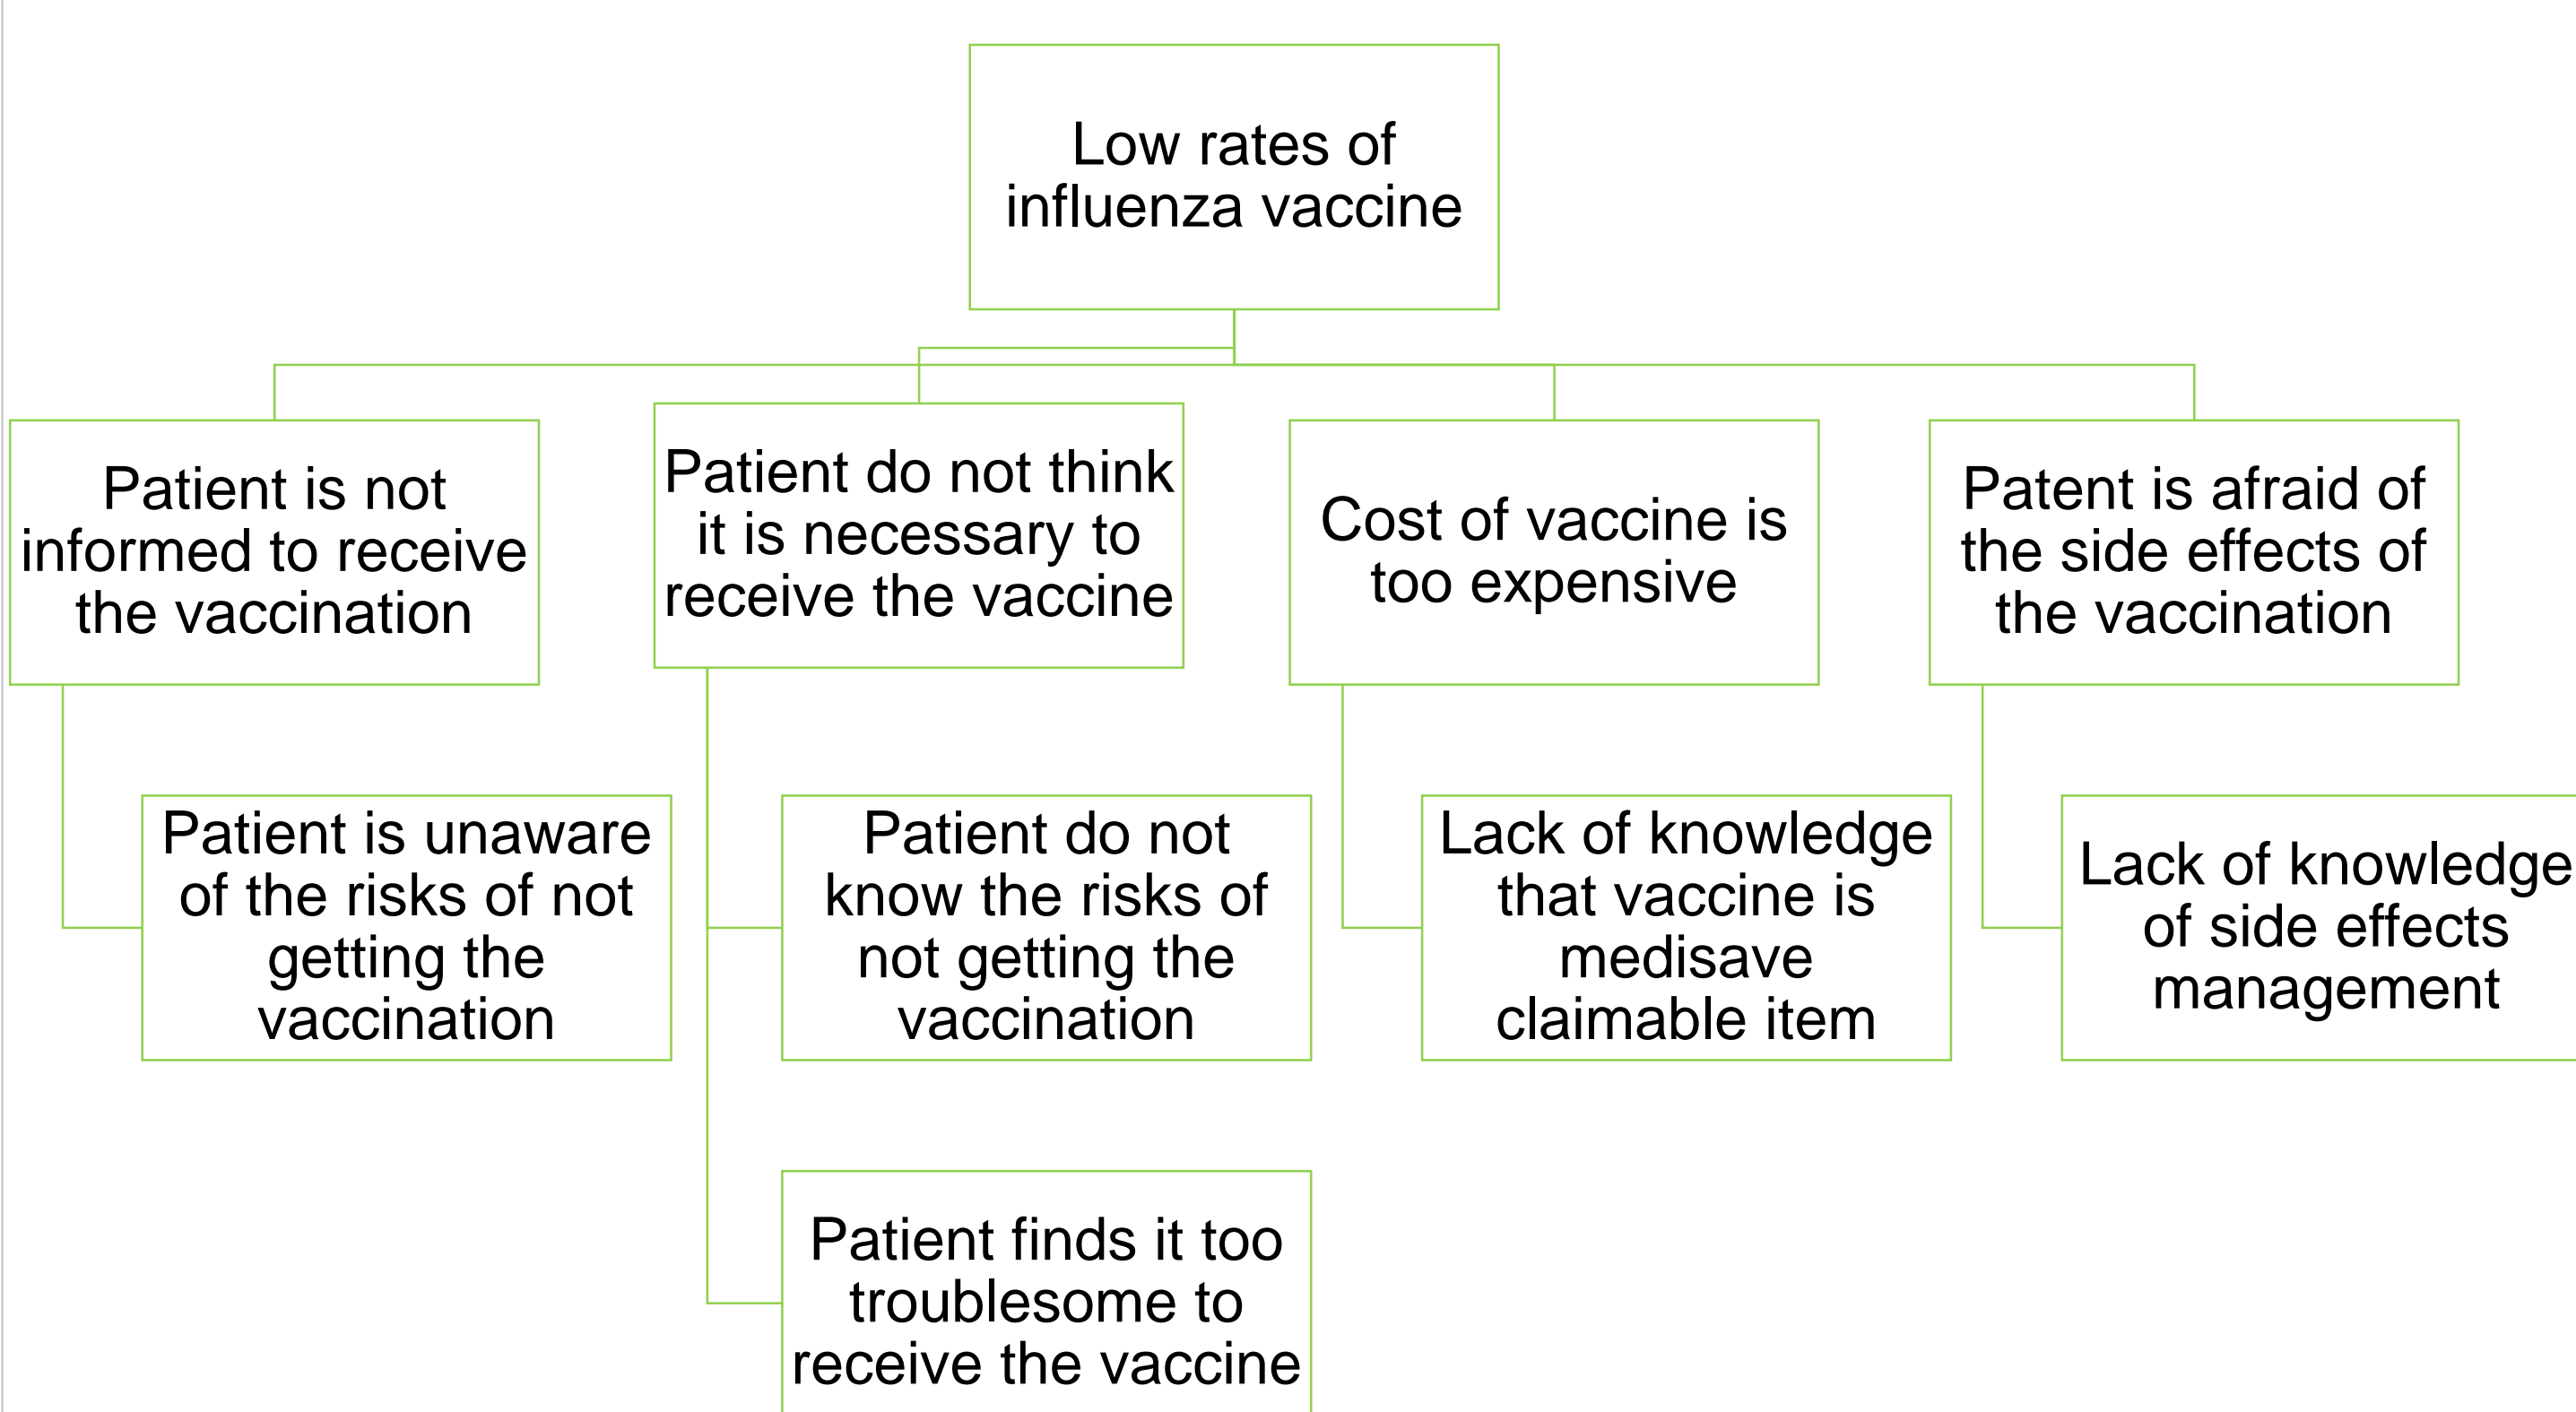 Low rates of
influenza vaccine
Patient is not
informed to receive
the vaccination
Patient do not think
it is necessary to
receive the vaccine
Cost of vaccine is
too expensive
Patent is afraid of
the side effects of
the vaccination
Patient is unaware
of the risks of not
getting the
vaccination
Patient do not
know the risks of
not getting the
vaccination
Lack of knowledge
that vaccine is
medisave
claimable item
Lack of knowledge
of side effects
management
Patient finds it too
troublesome to
receive the vaccine